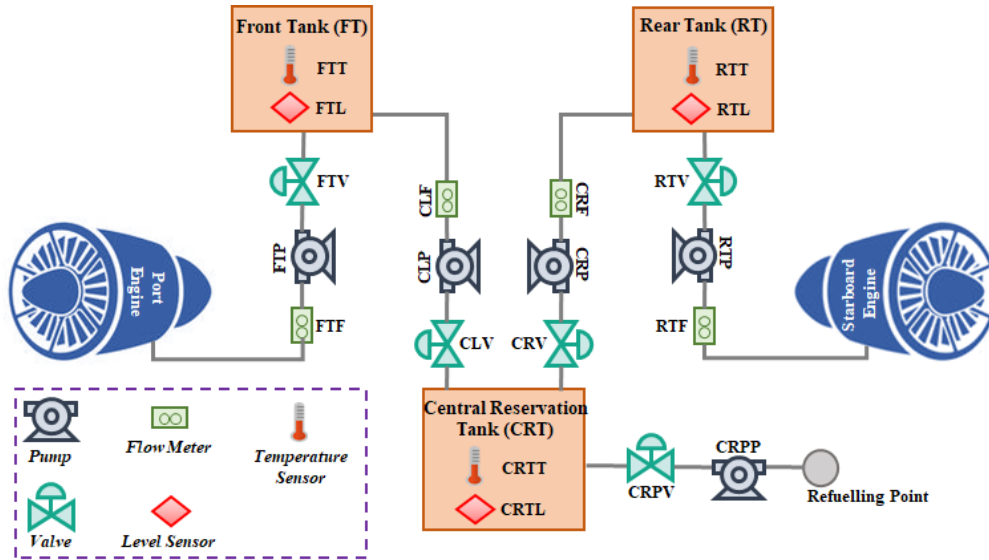 Front Tank (FT)
FTT
FTL
Rear Tank (RT)
RTT
RTL
FTV
CLF
CRF
RTV
FTP
CLP
CRP
RTP
Port
Engine
Starboard
Engine
FTF
CLV
CRV
RTF
Central Reservation
Tank (CRT)
CRTT
CRTL
CRPV
CRPP
Refuelling Point
Pump
Flow Meter
Temperature
Sensor
Valve
Level Sensor